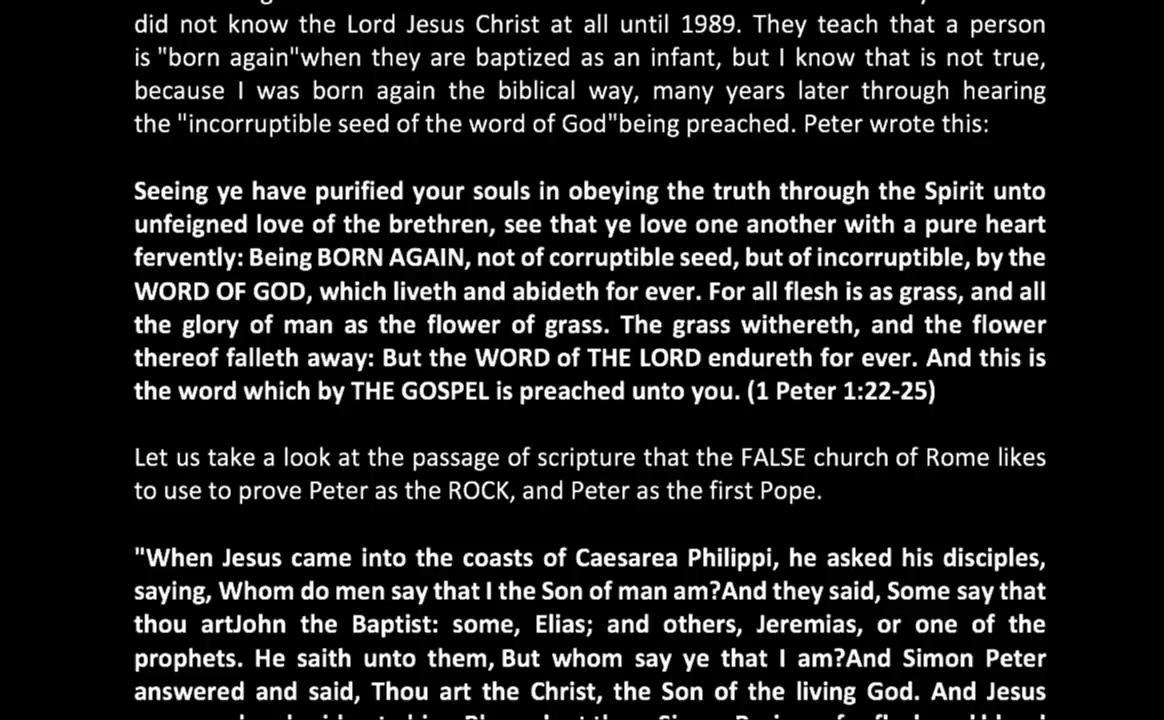 did not know the Lord Jesus Christ at all until 1989. They teach that a person
is "born again"when they are baptized as an infant, but I know that is not true,
because I was born again the biblical way, many years later through hearing
the "incorruptible seed of the word of God"being preached. Peter wrote this:
Seeing ye have purified your souls in obeying the truth through the Spirit unto
unfeigned love of the brethren, see that ye love one another with a pure heart
fervently: Being BORN AGAIN, not of corruptible seed, but of incorruptible, by the
WORD OF GOD, which liveth and abideth for ever. For all flesh is as grass, and all
the glory of man as the flower of grass. The grass withereth, and the flower
thereof falleth away: But the WORD of THE LORD endureth for ever. And this is
the word which by THE GOSPEL is preached unto you. (1 Peter 1:22-25)
Let us take a look at the passage of scripture that the FALSE church of Rome likes
to use to prove Peter as the ROCK, and Peter as the first Pope.
"When Jesus came into the coasts of Caesarea Philippi, he asked his disciples,
saying, Whom do men say that I the Son of man am?And they said, Some say that
thou artJohn the Baptist: some, Elias; and others, Jeremias, or one of the
prophets. He saith unto them, But whom say ye that I am?And Simon Peter
answered and said, Thou art the Christ, the Son of the living God. And Jesus